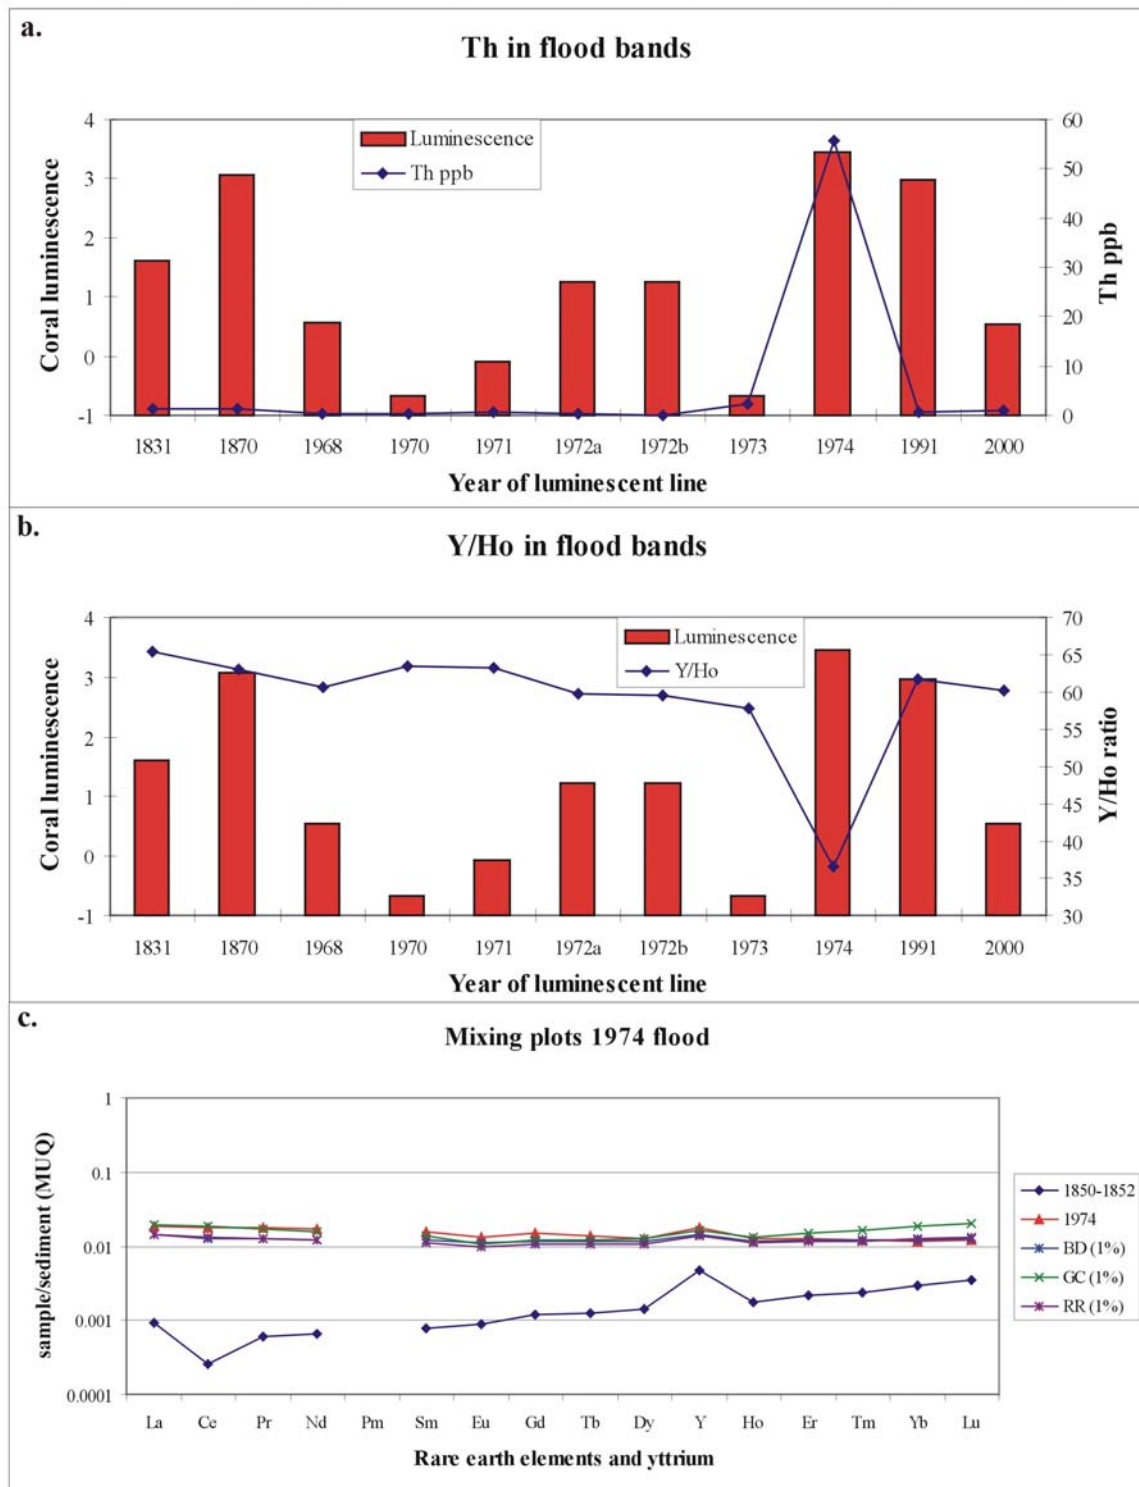 a.
Th in flood bands
Luminescence
Th ppb
4
3
2
1
0
-1
60
50
40
30
20
10
0
Coral luminescence
Th ppb
1831 1870 1968 1970 1971 1972a 1972b 1973 1974 1991 2000
Year of luminescent line
b.
Y/Ho in flood bands
Luminescence
Y/Ho
4
3
2
1
0
-1
70
65
60
55
50
45
40
35
30
Coral luminescence
Y/Ho ratio
1831 1870 1968 1970 1971 1972a 1972b 1973 1974 1991 2000
Year of luminescent line
c.
Mixing plots 1974 flood
1
0.1
0.01
0.001
0.0001
sample/sediment (MUQ)
1850-1852
1974
BD (1%)
GC (1%)
RR (1%)
La Ce Pr Nd Pm Sm Eu Gd Tb Dy Y Ho Er Tm Yb Lu
Rare earth elements and yttrium